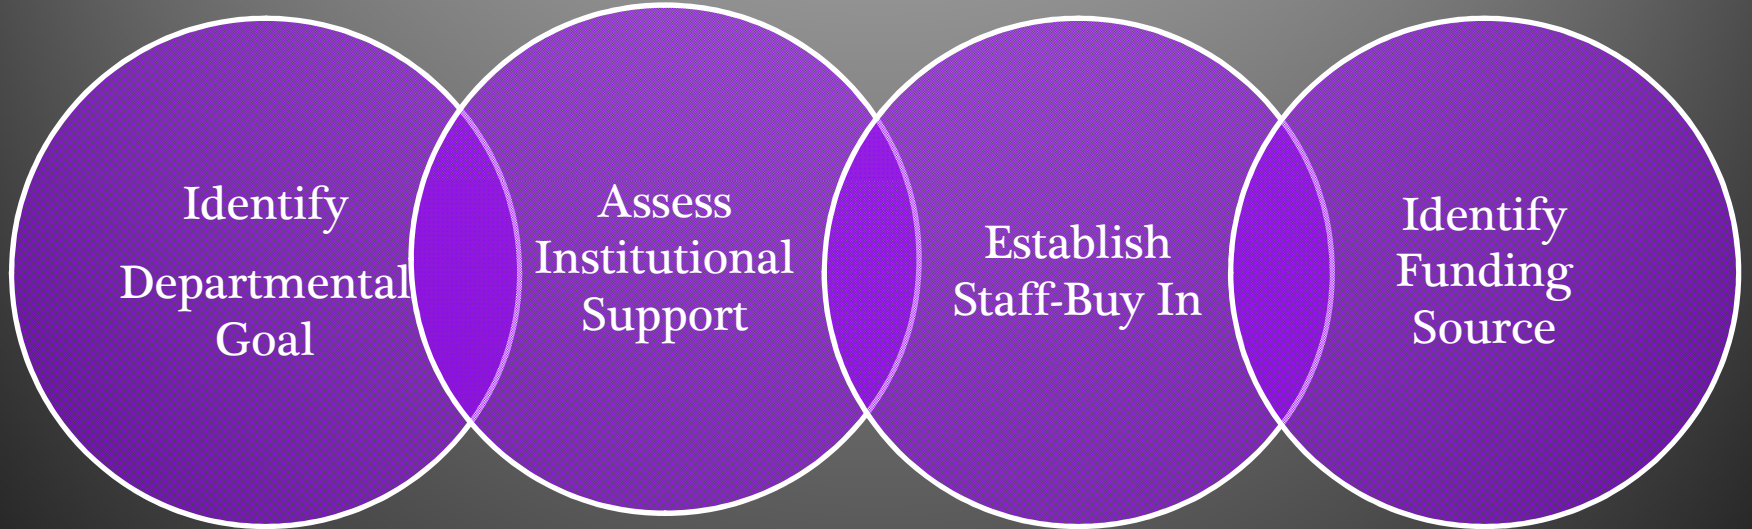 Identify
Departmental
Goal
Assess
Institutional
Support
Establish
Staff-Buy In
Identify
Funding
Source